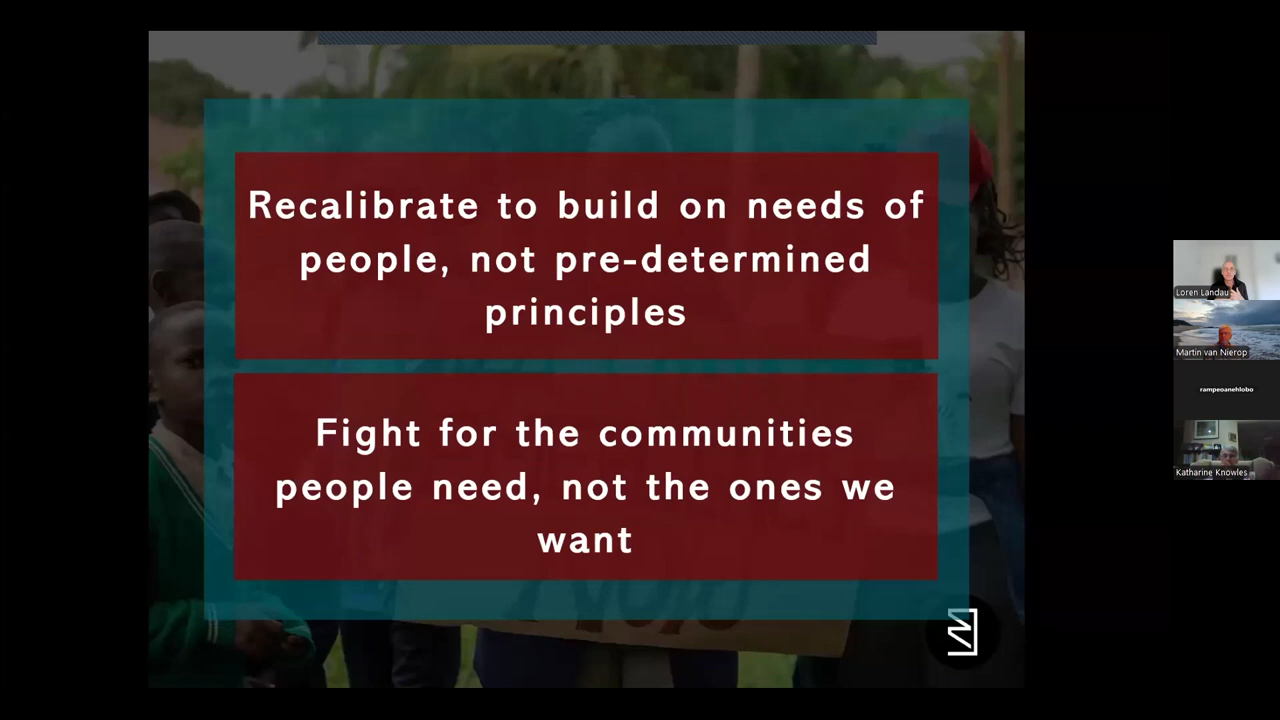 Recalibrate to build on needs of
people, not pre-determined
principles
Fight for the communities
people need, not the ones we
want
Loren Landau
Martin van Nierop
rampeoanehlobo
Katharine Knowles